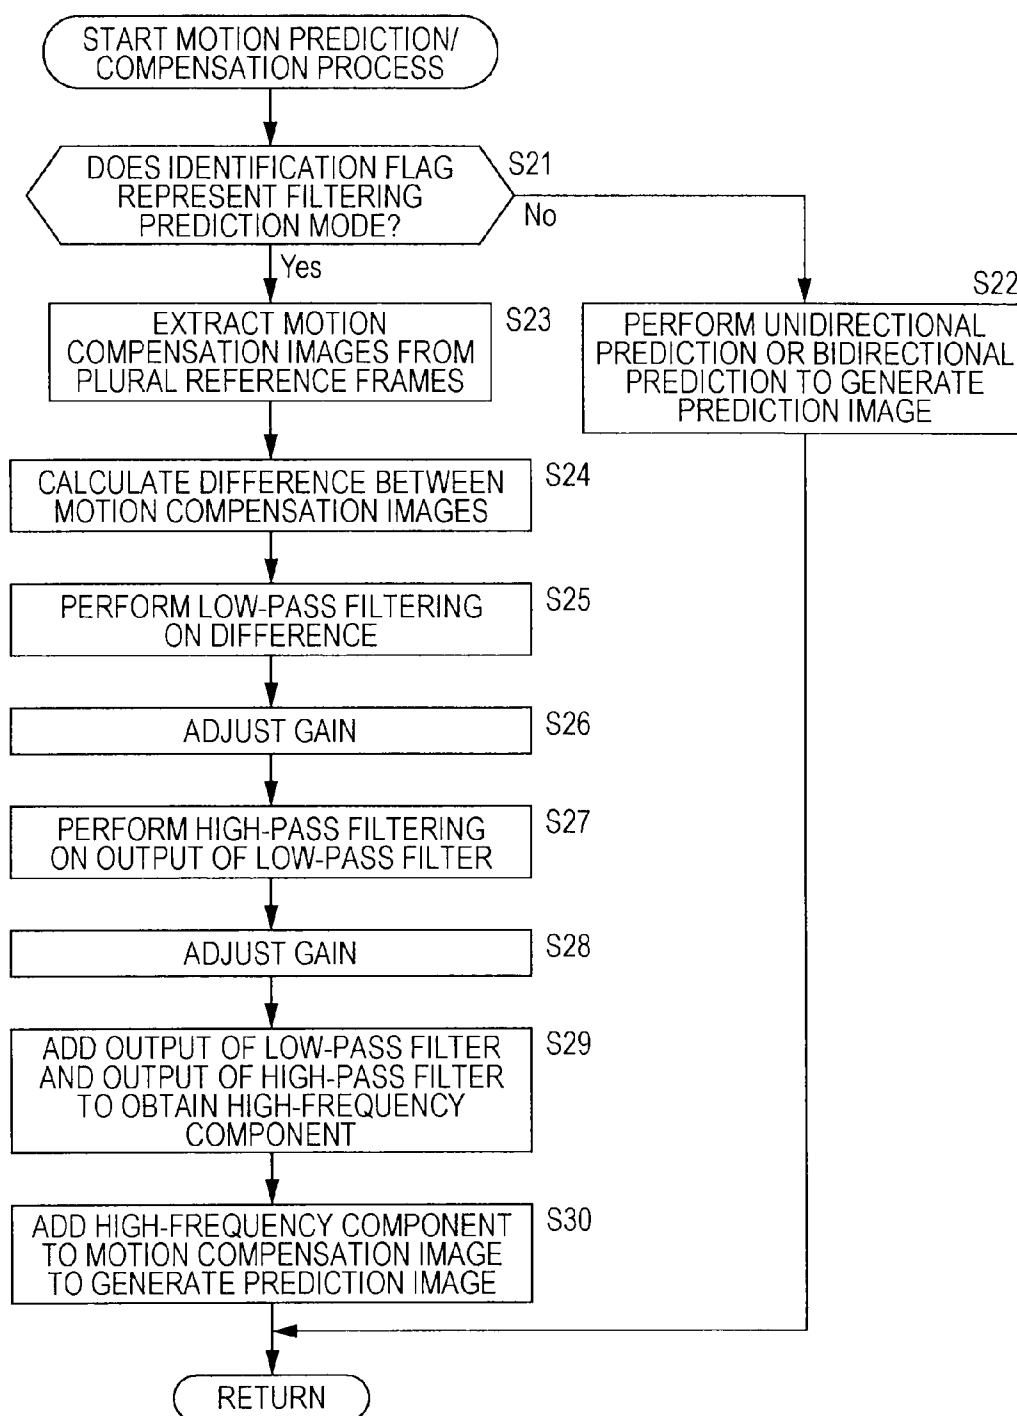 START MOTION PREDICTION/
COMPENSATION PROCESS
DOES IDENTIFICATION FLAG
REPRESENT FILTERING
PREDICTION MODE?
S21
No
Yes
EXTRACT MOTION
COMPENSATION IMAGES FROM
PLURAL REFERENCE FRAMES
S23
S22
PERFORM UNIDIRECTIONAL
PREDICTION OR BIDIRECTIONAL
PREDICTION TO GENERATE
PREDICTION IMAGE
CALCULATE DIFFERENCE BETWEEN
MOTION COMPENSATION IMAGES
S24
PERFORM LOW-PASS FILTERING
ON DIFFERENCE
S25
ADJUST GAIN
S26
PERFORM HIGH-PASS FILTERING
ON OUTPUT OF LOW-PASS FILTER
S27
ADJUST GAIN
S28
ADD OUTPUT OF LOW-PASS FILTER
AND OUTPUT OF HIGH-PASS FILTER
TO OBTAIN HIGH-FREQUENCY
COMPONENT
S29
ADD HIGH-FREQUENCY COMPONENT
TO MOTION COMPENSATION IMAGE
TO GENERATE PREDICTION IMAGE
S30
RETURN